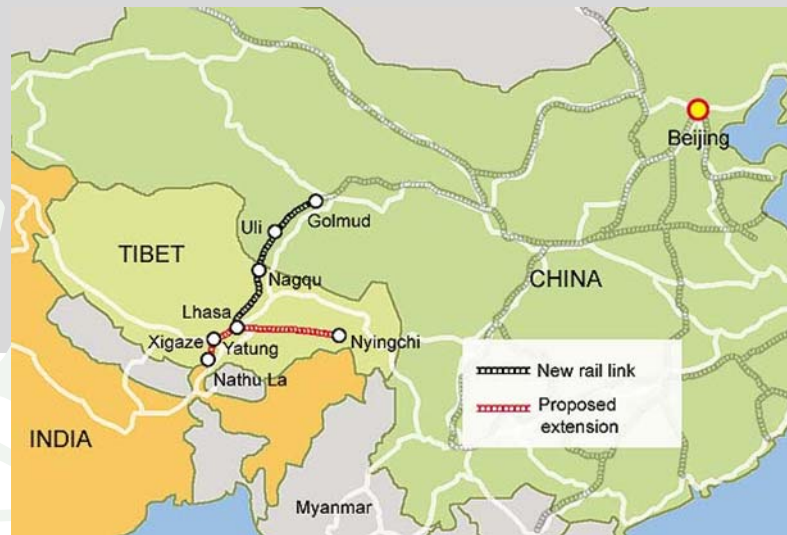 Beijing
Golmud
Uli
TIBET
Nagqu
CHINA
Lhasa
Xigaze
Yatung
Nyingchi
Nathu La
New rail link
Proposed
extension
INDIA
Myanmar